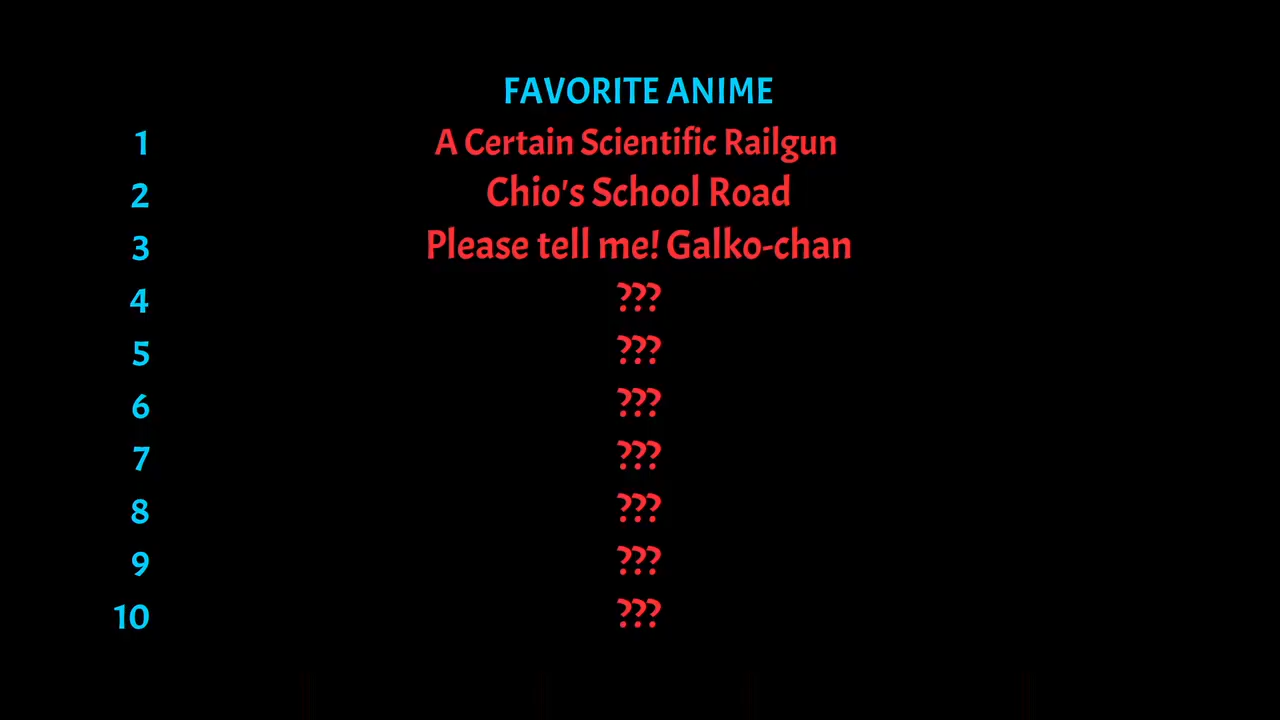 FAVORITE ANIME
1 A Certain Scientific Railgun
2 Chio's School Road
3 Please tell me! Galko-chan
4 ???
5 ???
6 ???
7 ???
8 ???
9 ???
10 ???